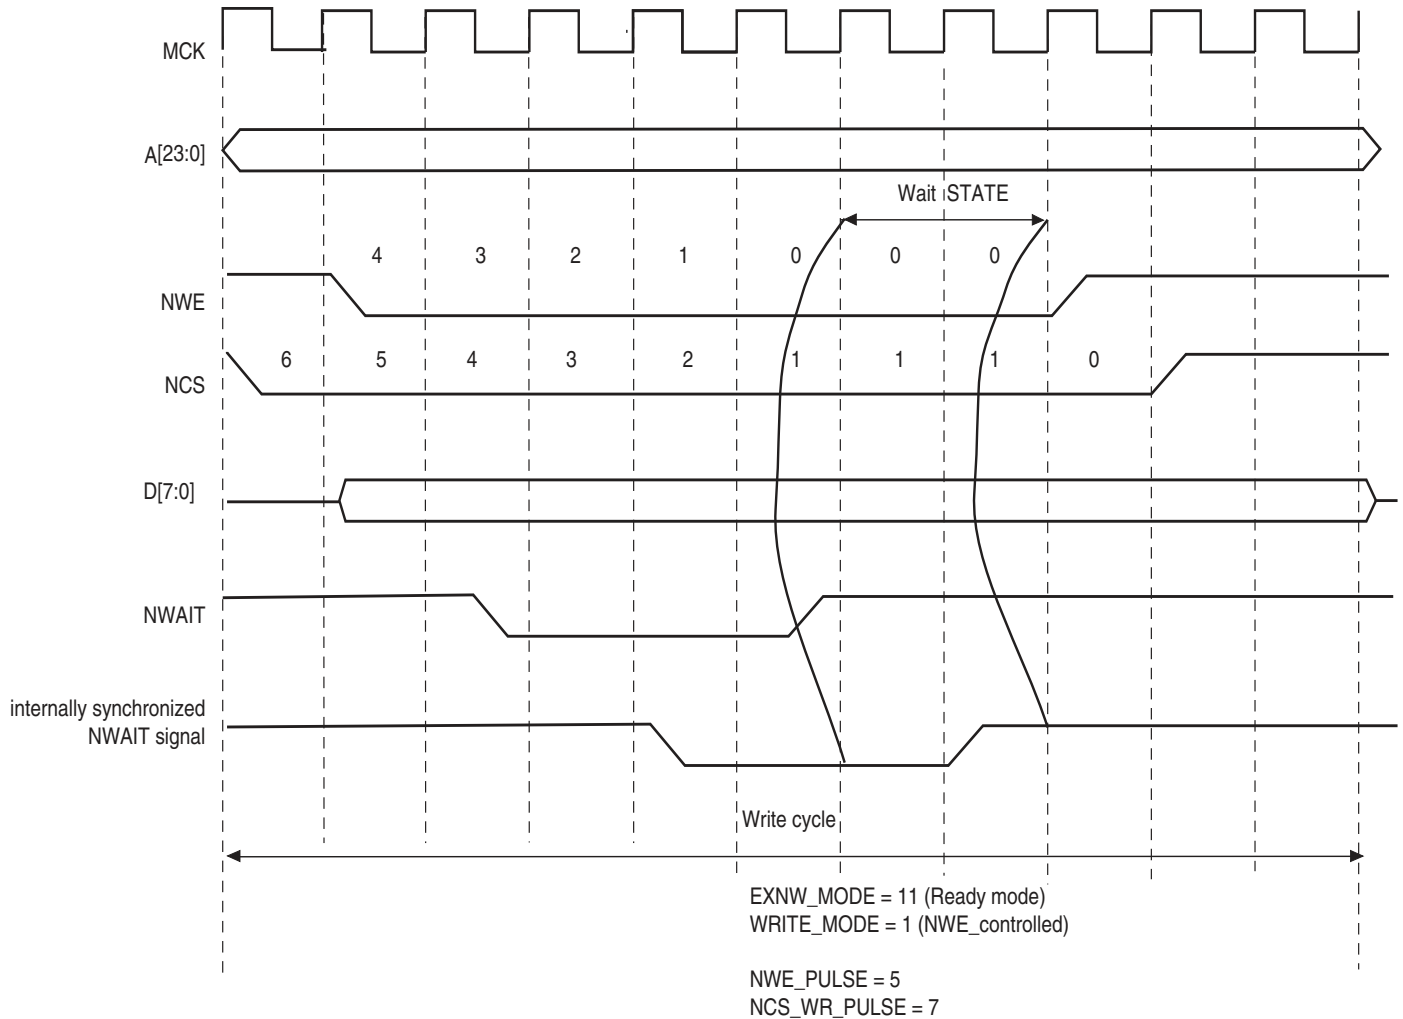 MCK
A[23:0]
Wait STATE
4 3 2 1 0 0 0
NWE
6 5 4 3 2 1 1 1 0
NCS
D[7:0]
NWAIT
internally synchronized
NWAIT signal
Write cycle
EXNW_MODE = 11 (Ready mode)
WRITE_MODE = 1 (NWE_controlled)
NWE_PULSE = 5
NCS_WR_PULSE = 7